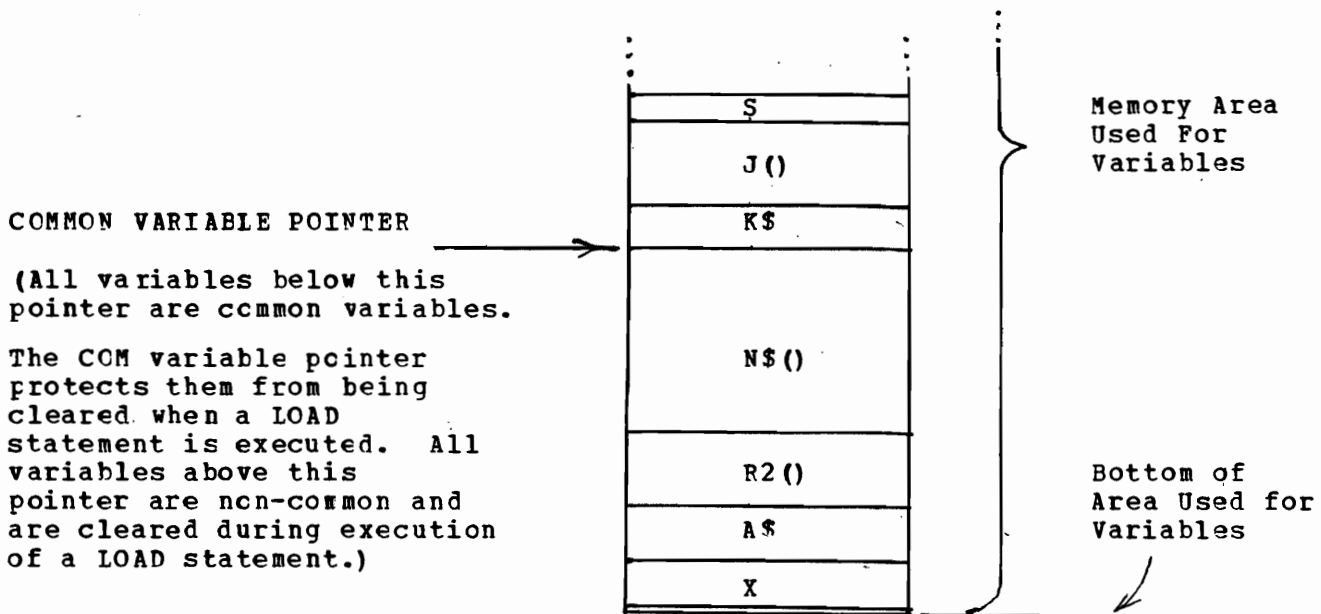 COMMON VARIABLE POINTER
(All variables below this
pointer are ccmmon variables.
The CCM variable pcinter
protects them from being
cleared when a LOAD
statement is executed.  All
variables above this
pointer are ncn-common and
are cleared during execution
of a LOAD statement.)
S
J()
K$
N$()
R2()
A$
X
Memory Area
Used For
Variables
Bottom of
Area Used for
Variables